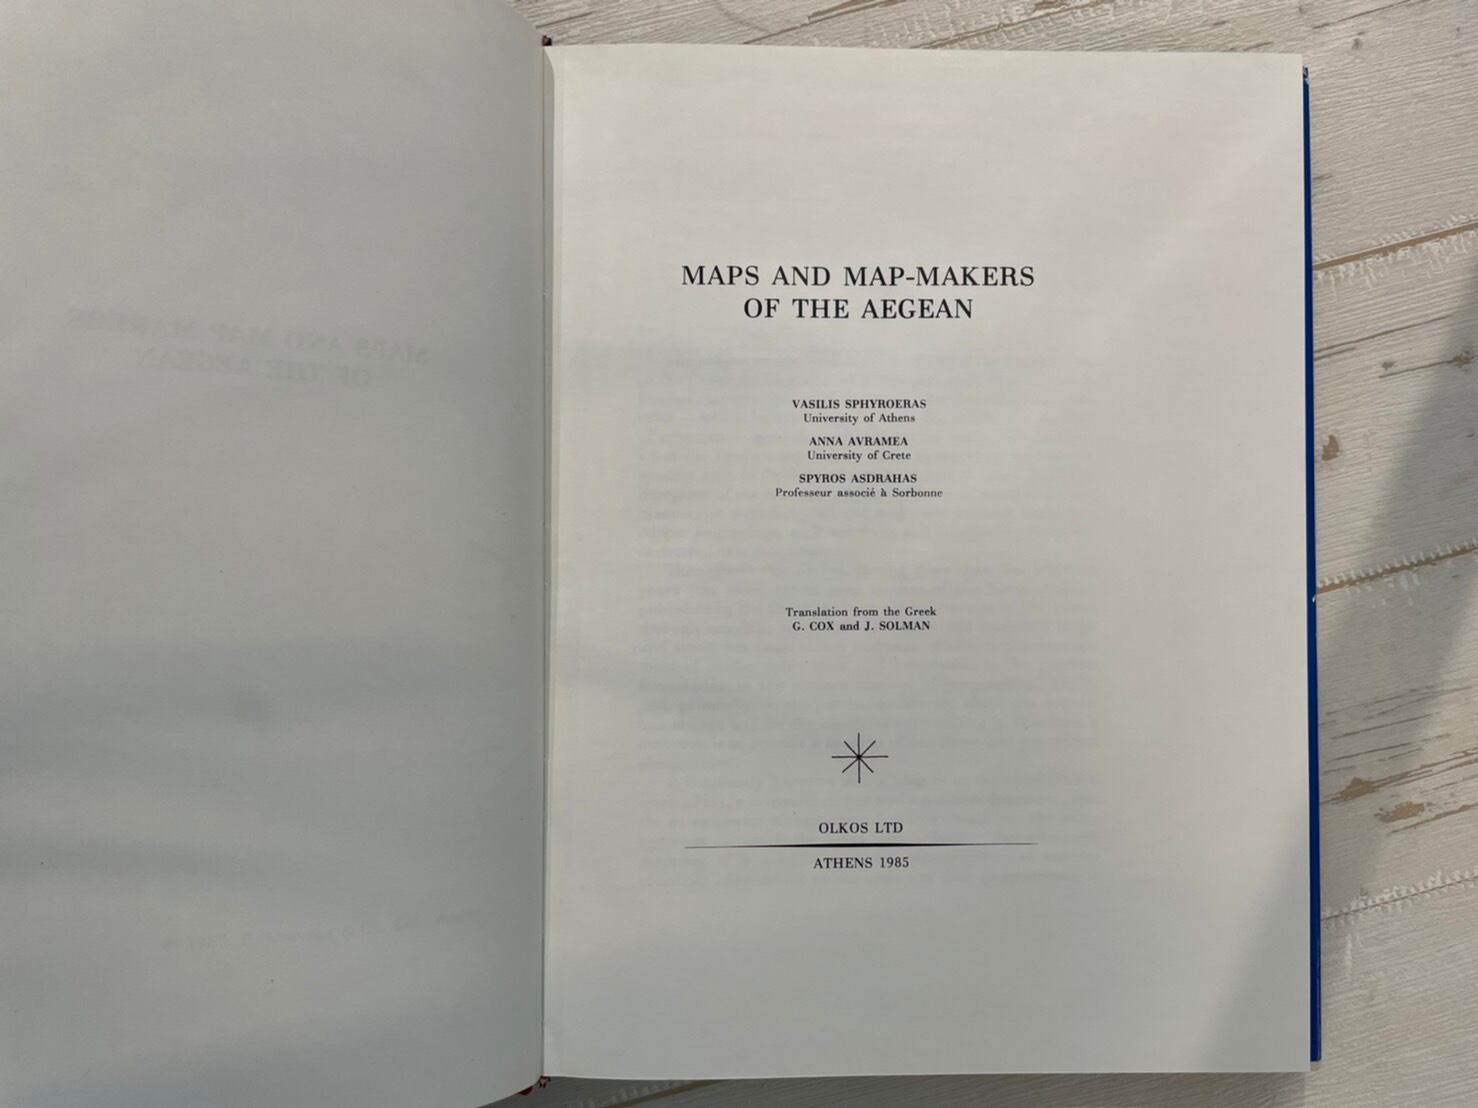 MAPS AND MAP-MAKERS
OF THE AEGEAN
VASILIS SPHYROERAS
University of Athens
ANNA AVRAMEA
University of Crete
SPYROS ASDRAHAS
Professeur associé à Sorbonne
Translation from the Greek
G. COX and J. SOLMAN
OLKOS LTD
ATHENS 1985